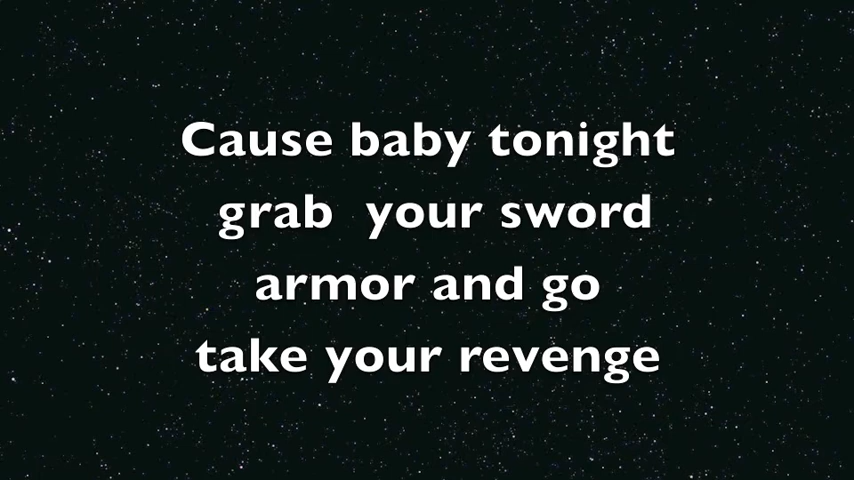 Cause baby tonight
grab  your sword
armor and go
take your revenge